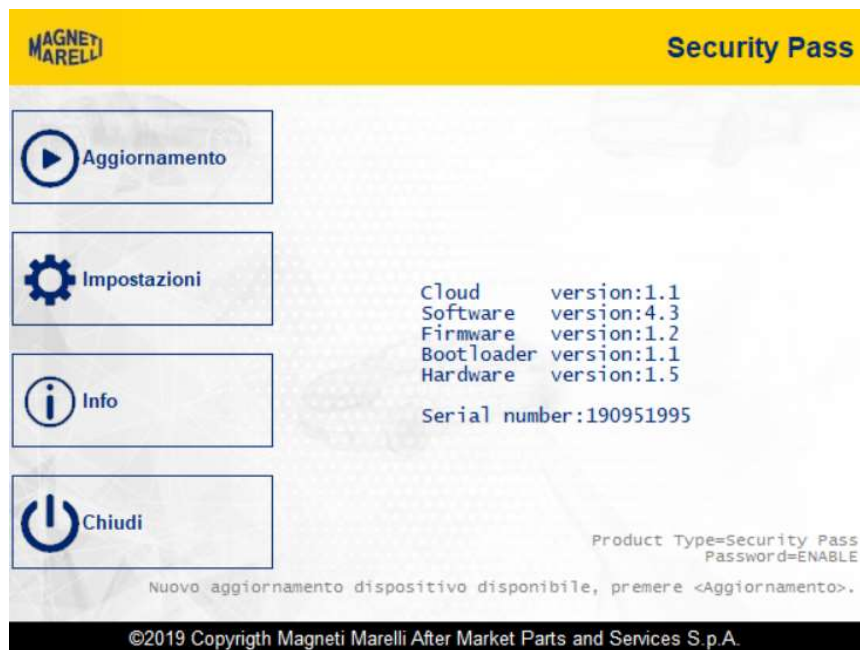 MAGNETI
MARELLI
Security Pass
Aggiornamento
Impostazioni
Info
Chiudi
Cloud version:1.1
Software version:4.3
Firmware version:1.2
Bootloader version:1.1
Hardware version:1.5
Serial number:190951995
Product Type=Security Pass
Password=ENABLE
Nuovo aggiornamento dispositivo disponibile, premere <Aggiornamento>.
©2019 Copyrigth Magneti Marelli After Market Parts and Services S.p.A.